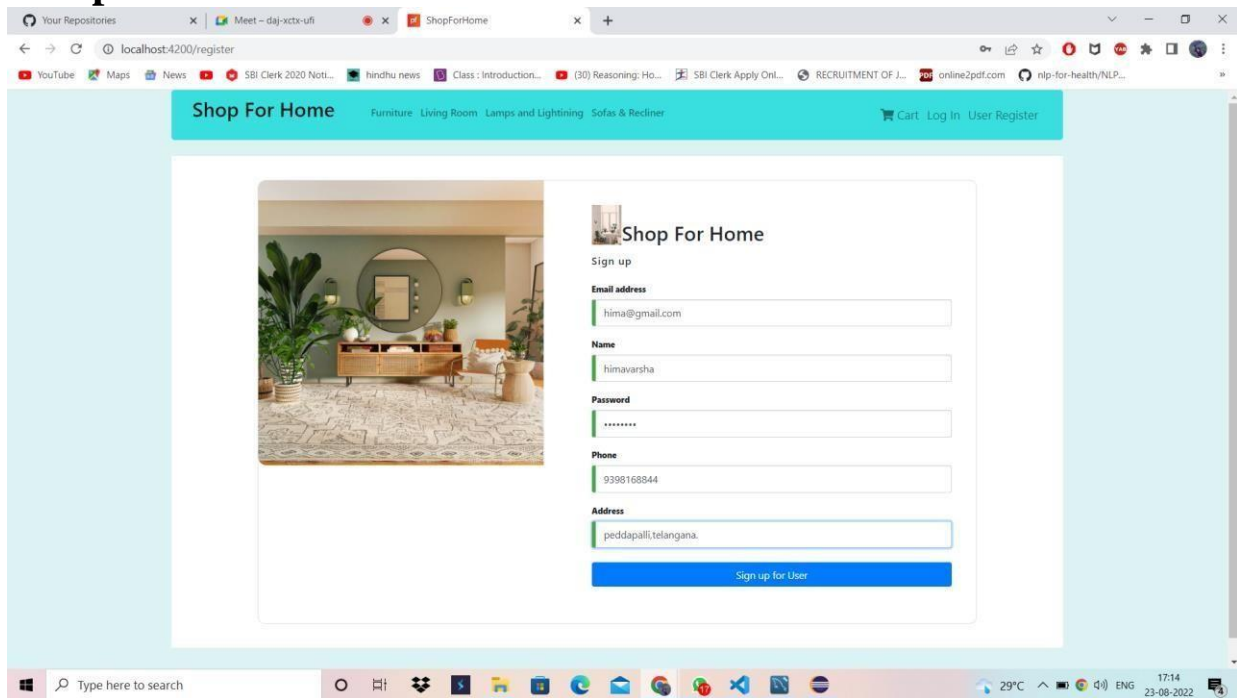 Your Repositories
Meet – daj-xctx-ufi
ShopForHome
localhost:4200/register
YouTube Maps News SBI Clerk 2020 Noti... hindhu news Class : Introduction... (30) Reasoning: Ho... SBI Clerk Apply Onl... RECRUITMENT OF J... online2pdf.com nlp-for-health/NLP...
Shop For Home Furniture Living Room Lamps and Lightining Sofas & Recliner Cart Log In User Register
Shop For Home
Sign up
Email address
hima@gmail.com
Name
himavarsha
Password
••••••••
Phone
9398168844
Address
peddapalli,telangana.
Sign up for User
Type here to search
29°C ENG
17:14
23-08-2022